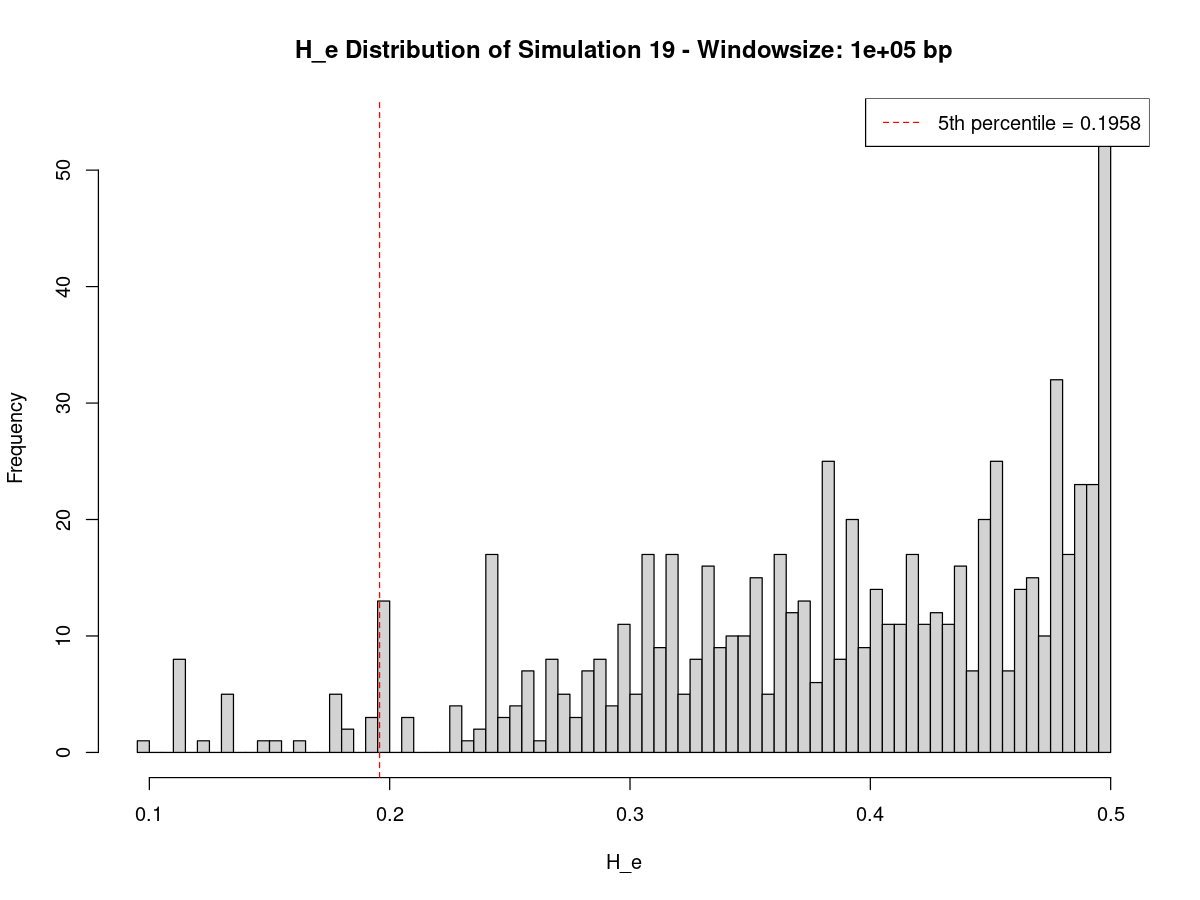 H_e Distribution of Simulation 19 - Windowsize: 1e+05 bp
5th percentile = 0.1958
Frequency
50
40
30
20
10
0
0.1 0.2 0.3 0.4 0.5
H_e